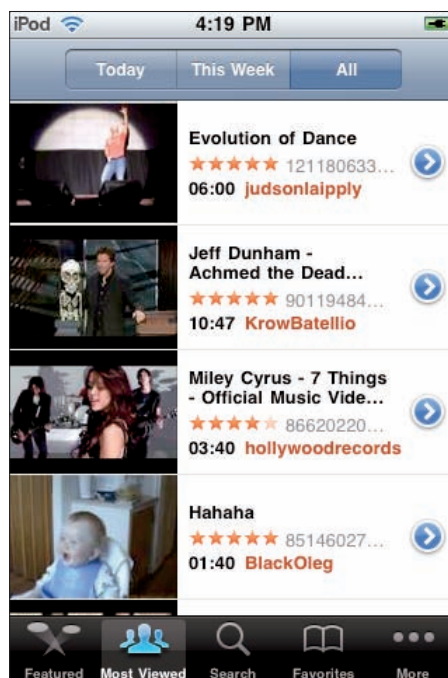 iPod 4:19 PM
Today This Week All
Evolution of Dance
121180633...
06:00 judsonlaipply
Jeff Dunham -
Achmed the Dead...
90119484...
10:47 KrowBatellio
Miley Cyrus - 7 Things
- Official Music Vide...
86620220...
03:40 hollywoodrecords
Hahaha
85146027...
01:40 BlackOleg
Featured Most Viewed Search Favorites More